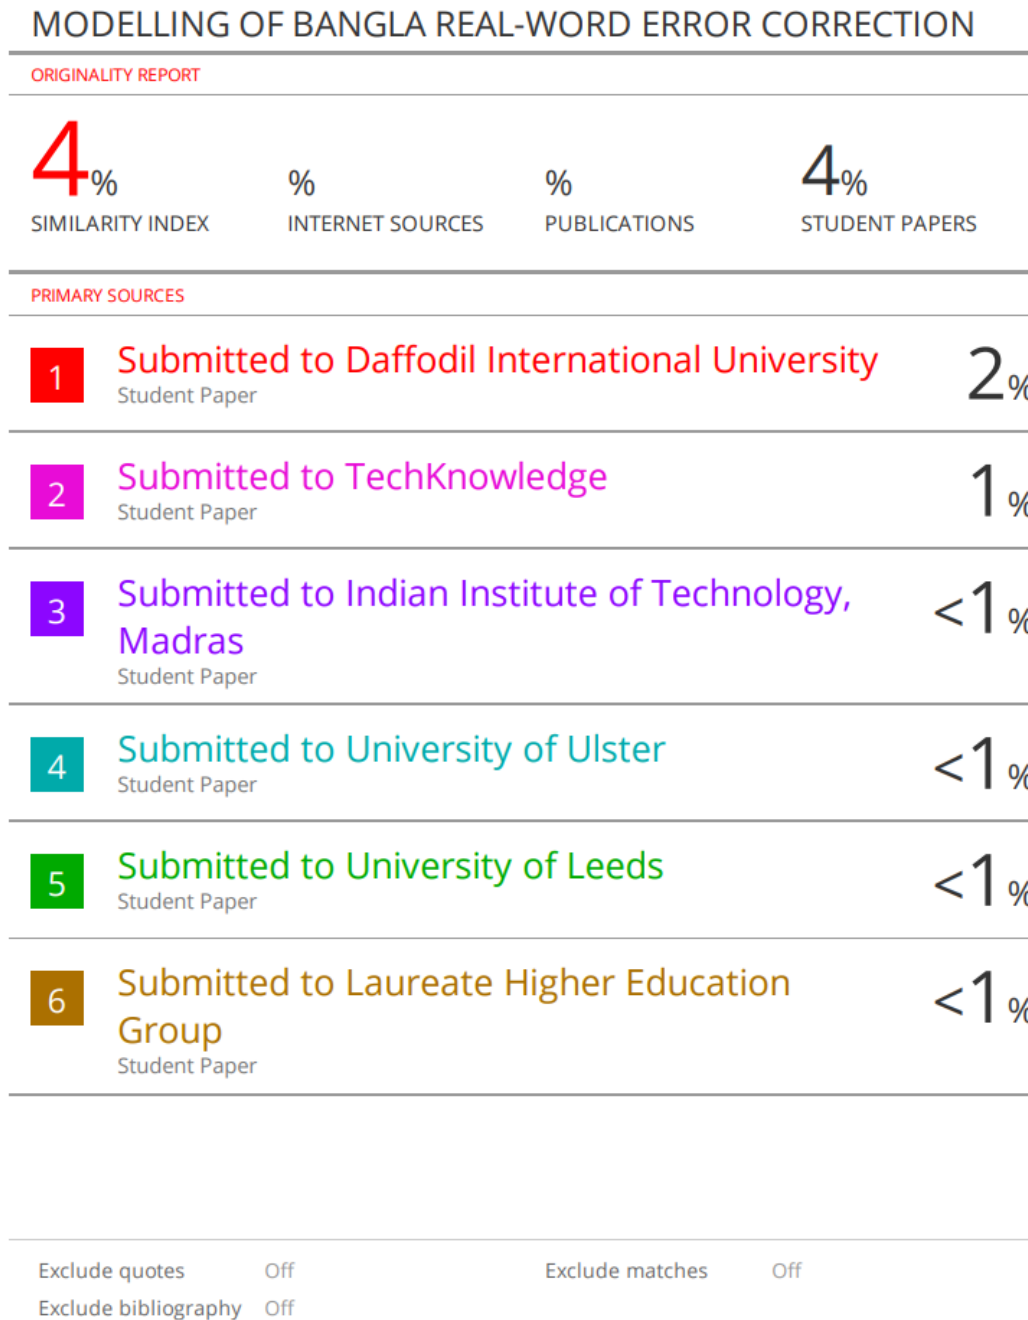 MODELLING OF BANGLA REAL-WORD ERROR CORRECTION
ORIGINALITY REPORT
4% % % 4%
SIMILARITY INDEX INTERNET SOURCES PUBLICATIONS STUDENT PAPERS
PRIMARY SOURCES
1 Submitted to Daffodil International University 2%
Student Paper
2 Submitted to TechKnowledge 1%
Student Paper
3 Submitted to Indian Institute of Technology, <1%
Madras
Student Paper
4 Submitted to University of Ulster <1%
Student Paper
5 Submitted to University of Leeds <1%
Student Paper
6 Submitted to Laureate Higher Education <1%
Group
Student Paper
Exclude quotes Off Exclude matches Off
Exclude bibliography Off